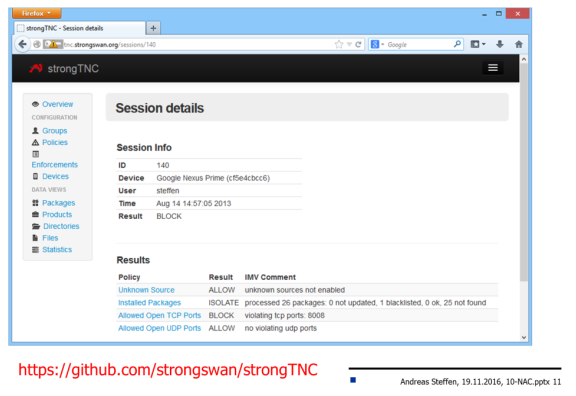 Firefox
strongTNC - Session details
tnc.strongswan.org/sessions/140
Google
strongTNC
Overview
CONFIGURATION
Groups
Policies
Enforcements
Devices
DATA VIEWS
Packages
Products
Directories
Files
Statistics
Session details
Session Info
ID 140
Device Google Nexus Prime (cf5e4cbcc6)
User steffen
Time Aug 14 14:57:05 2013
Result BLOCK
Results
Policy Result IMV Comment
Unknown Source ALLOW unknown sources not enabled
Installed Packages ISOLATE processed 26 packages: 0 not updated, 1 blacklisted, 0 ok, 25 not found
Allowed Open TCP Ports BLOCK violating tcp ports: 8008
Allowed Open UDP Ports ALLOW no violating udp ports
https://github.com/strongswan/strongTNC
Andreas Steffen, 19.11.2016, 10-NAC.pptx 11